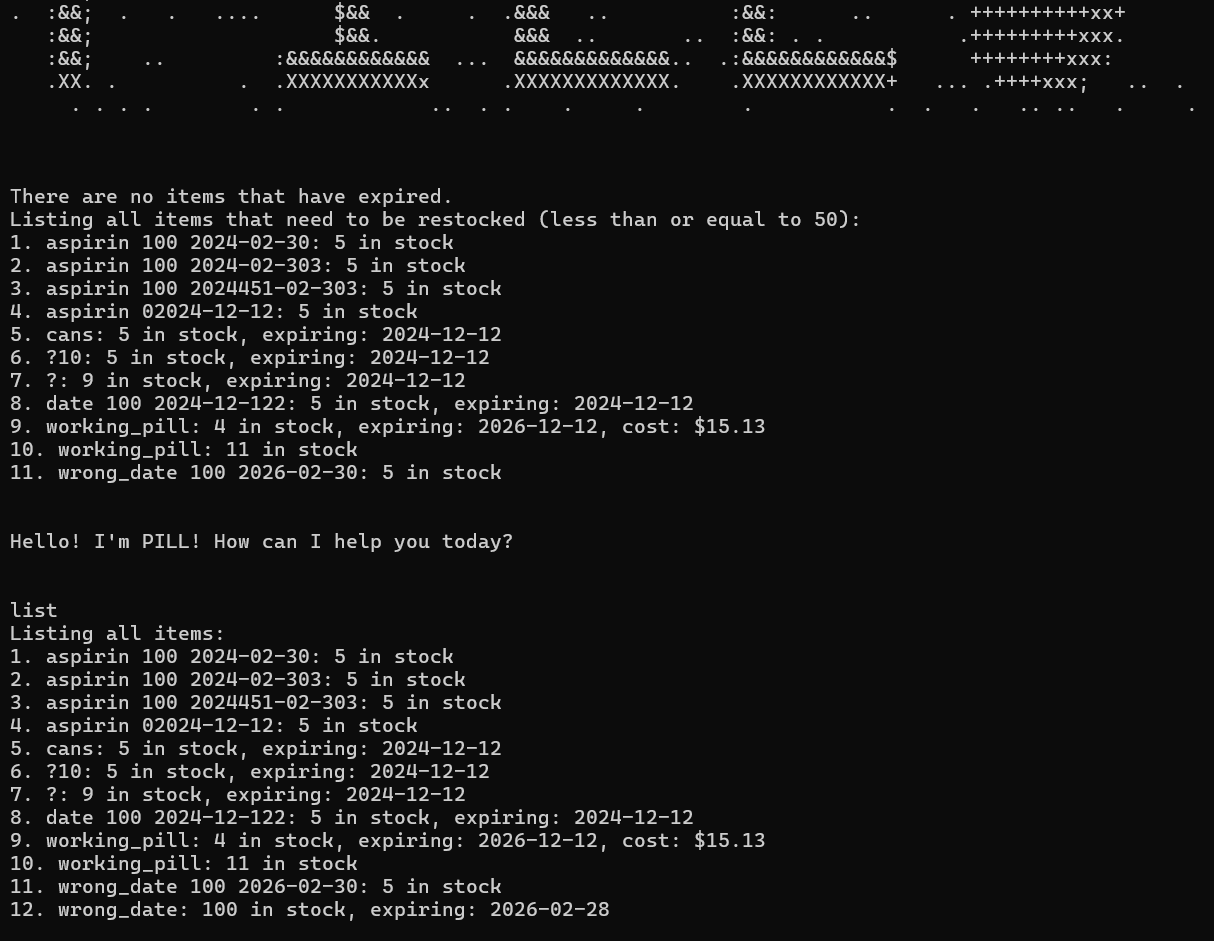 .  :&&;  .   .   ....      $&&  .     .  .&&&   ..          :&&:      ..      . ++++++++++xx+
   :&&;                    $&&.           &&&  ..       ..  :&&: . .           .+++++++++xxx.
   :&&;    ..         :&&&&&&&&&&&&  ...  &&&&&&&&&&&&&..  .:&&&&&&&&&&&&$      ++++++++xxx:
   .XX. .          .  .XXXXXXXXXXXx      .XXXXXXXXXXXXX.    .XXXXXXXXXXXX+   ... .++++xxx;   ..  .
     . . . .        . .            ..  . .    .     .        .           .  .   .   .. ..   .     .
There are no items that have expired.
Listing all items that need to be restocked (less than or equal to 50):
1. aspirin 100 2024-02-30: 5 in stock
2. aspirin 100 2024-02-303: 5 in stock
3. aspirin 100 2024451-02-303: 5 in stock
4. aspirin 02024-12-12: 5 in stock
5. cans: 5 in stock, expiring: 2024-12-12
6. ?10: 5 in stock, expiring: 2024-12-12
7. ?: 9 in stock, expiring: 2024-12-12
8. date 100 2024-12-122: 5 in stock, expiring: 2024-12-12
9. working_pill: 4 in stock, expiring: 2026-12-12, cost: $15.13
10. working_pill: 11 in stock
11. wrong_date 100 2026-02-30: 5 in stock
Hello! I'm PILL! How can I help you today?
list
Listing all items:
1. aspirin 100 2024-02-30: 5 in stock
2. aspirin 100 2024-02-303: 5 in stock
3. aspirin 100 2024451-02-303: 5 in stock
4. aspirin 02024-12-12: 5 in stock
5. cans: 5 in stock, expiring: 2024-12-12
6. ?10: 5 in stock, expiring: 2024-12-12
7. ?: 9 in stock, expiring: 2024-12-12
8. date 100 2024-12-122: 5 in stock, expiring: 2024-12-12
9. working_pill: 4 in stock, expiring: 2026-12-12, cost: $15.13
10. working_pill: 11 in stock
11. wrong_date 100 2026-02-30: 5 in stock
12. wrong_date: 100 in stock, expiring: 2026-02-28